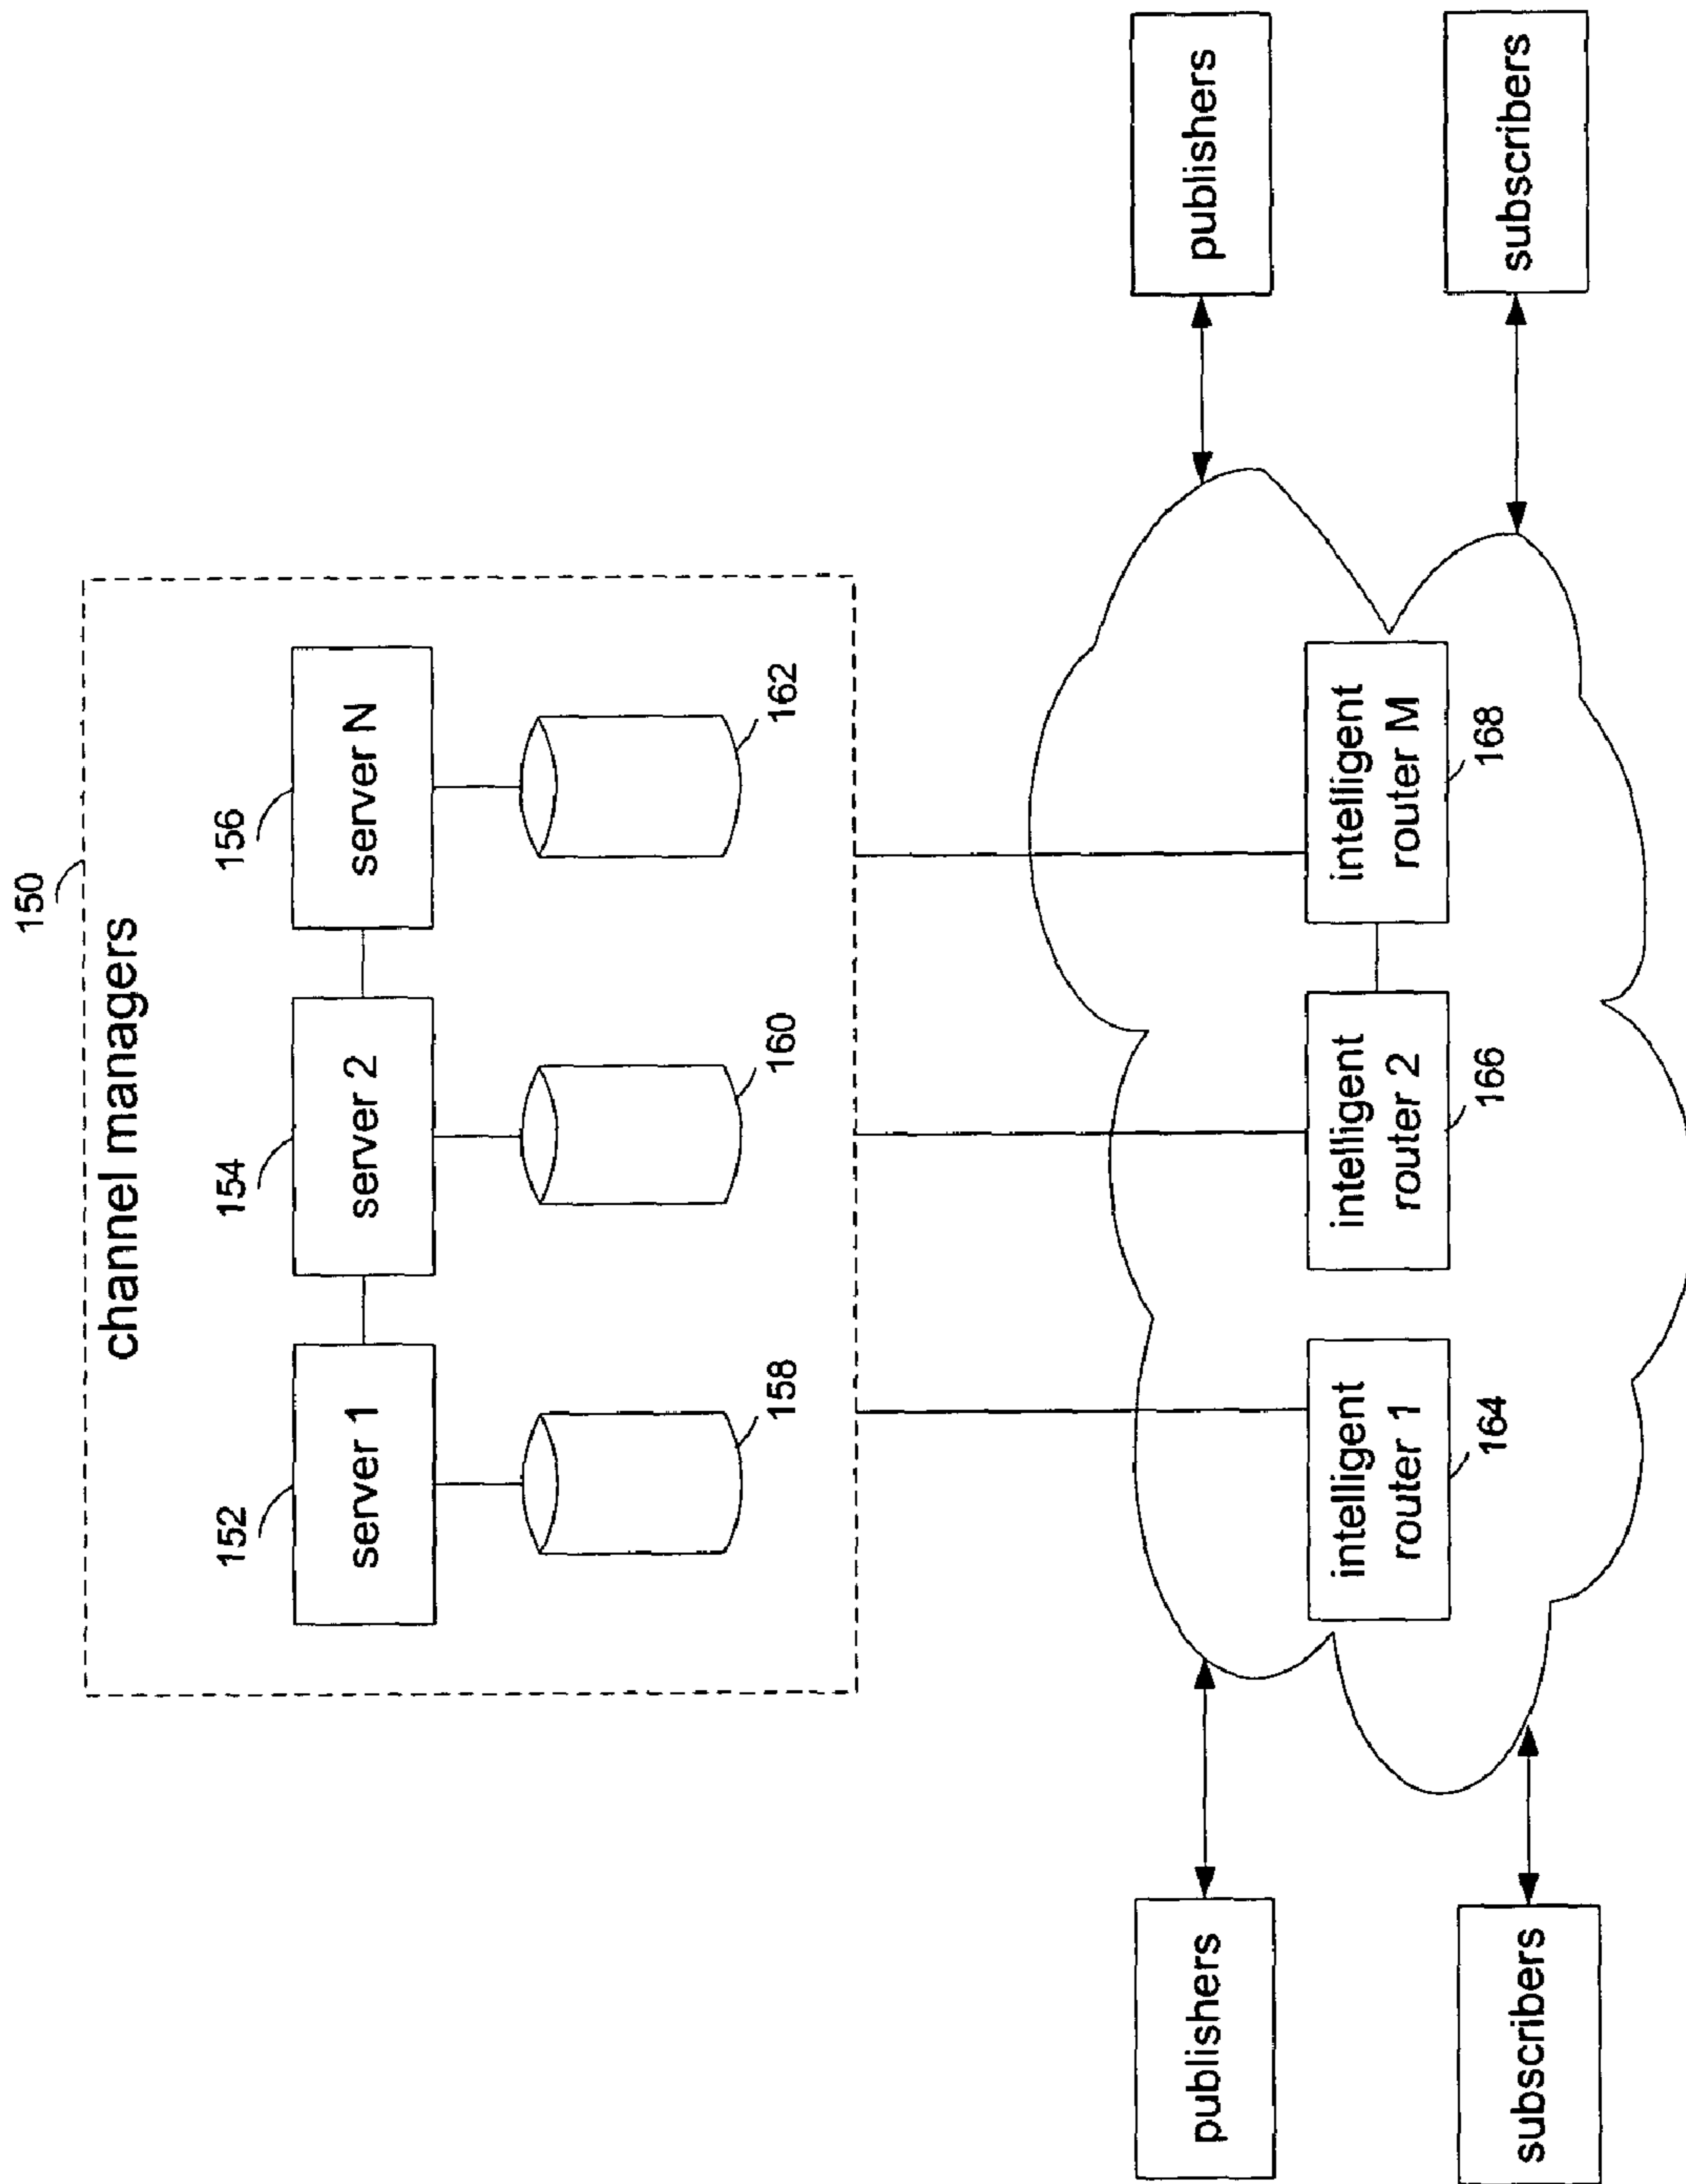 150
channel managers
152
154
156
server 1
server 2
server N
158
160
162
publishers
publishers
intelligent
router 1
intelligent
router 2
intelligent
router M
164
166
168
subscribers
subscribers